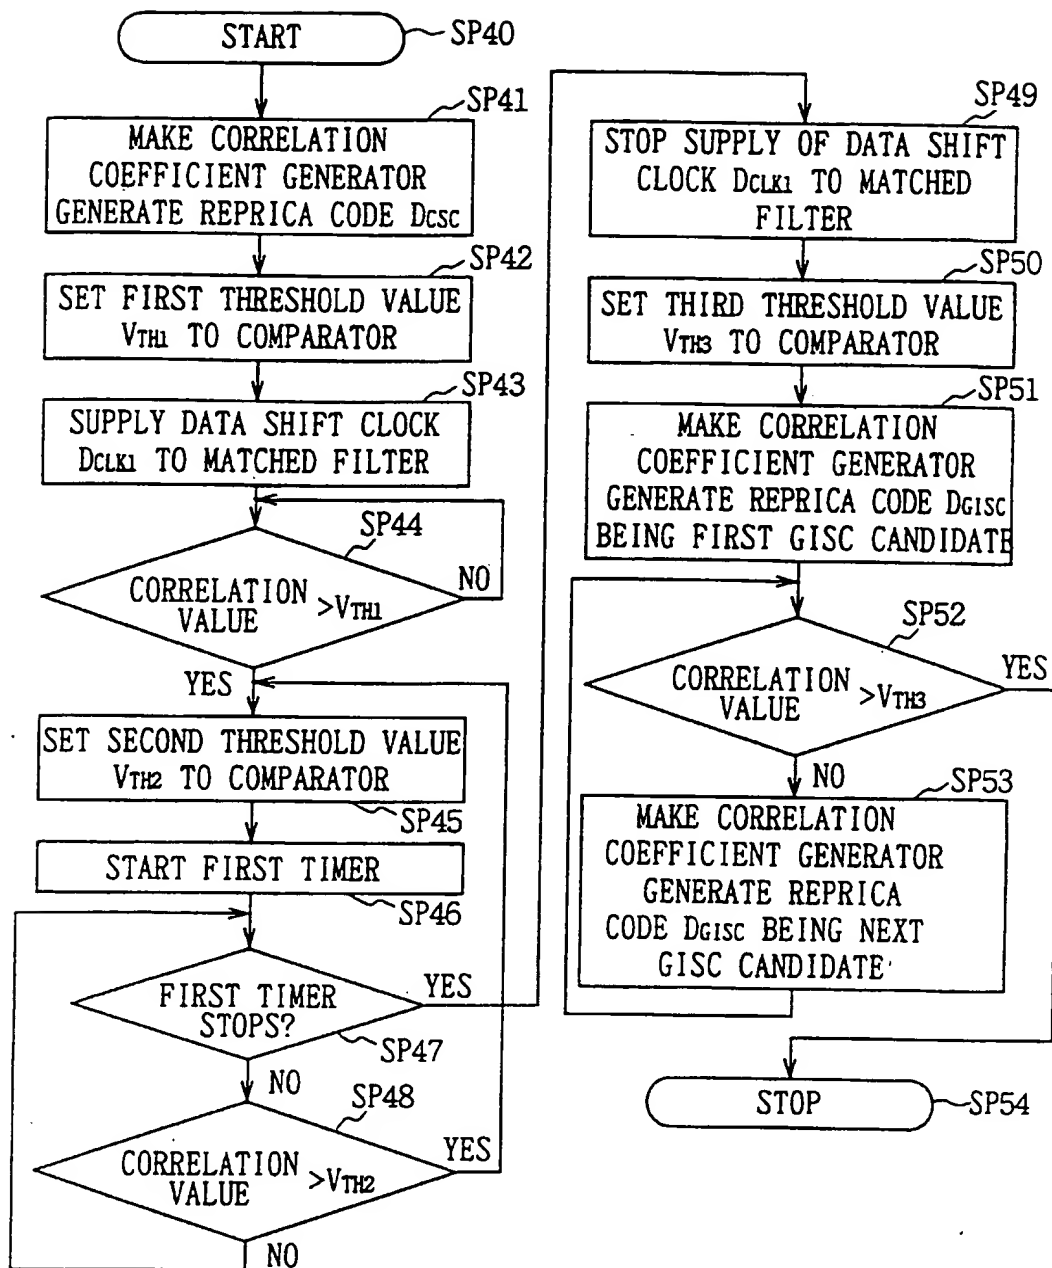 START
SP40
SP41
MAKE CORRELATION
COEFFICIENT GENERATOR
GENERATE REPRICA CODE DCSC
SP42
SET FIRST THRESHOLD VALUE
VTH1 TO COMPARATOR
SP43
SUPPLY DATA SHIFT CLOCK
DCLK1 TO MATCHED FILTER
SP44
CORRELATION
VALUE >VTH1
NO
YES
SET SECOND THRESHOLD VALUE
VTH2 TO COMPARATOR
SP45
START FIRST TIMER
SP46
FIRST TIMER
STOPS?
YES
SP47
NO
SP48
CORRELATION
VALUE >VTH2
YES
NO
SP49
STOP SUPPLY OF DATA SHIFT
CLOCK DCLK1 TO MATCHED
FILTER
SP50
SET THIRD THRESHOLD VALUE
VTH3 TO COMPARATOR
SP51
MAKE CORRELATION
COEFFICIENT GENERATOR
GENERATE REPRICA CODE DGISC
BEING FIRST GISC CANDIDATE
SP52
CORRELATION
VALUE >VTH3
YES
NO
SP53
MAKE CORRELATION
COEFFICIENT GENERATOR
GENERATE REPRICA
CODE DGISC BEING NEXT
GISC CANDIDATE
STOP
SP54